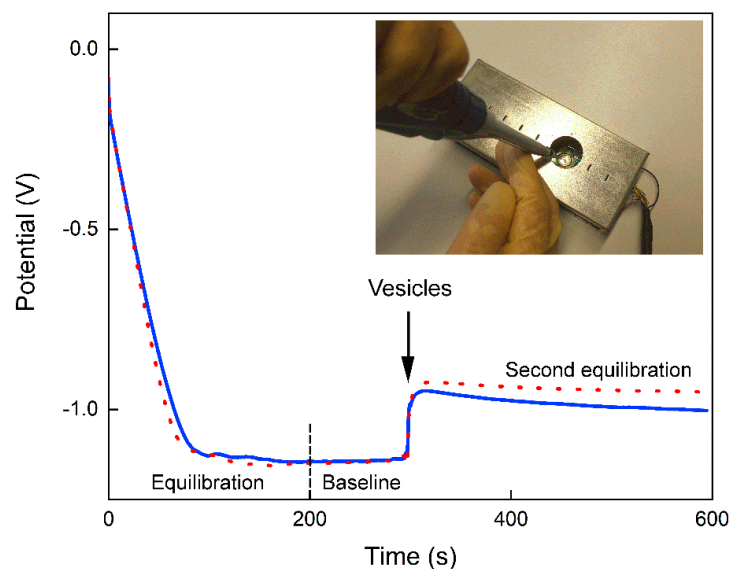 0.0
-0.5
-1.0
Potential (V)
Vesicles
Second equilibration
Equilibration
Baseline
0
200
400
600
Time (s)